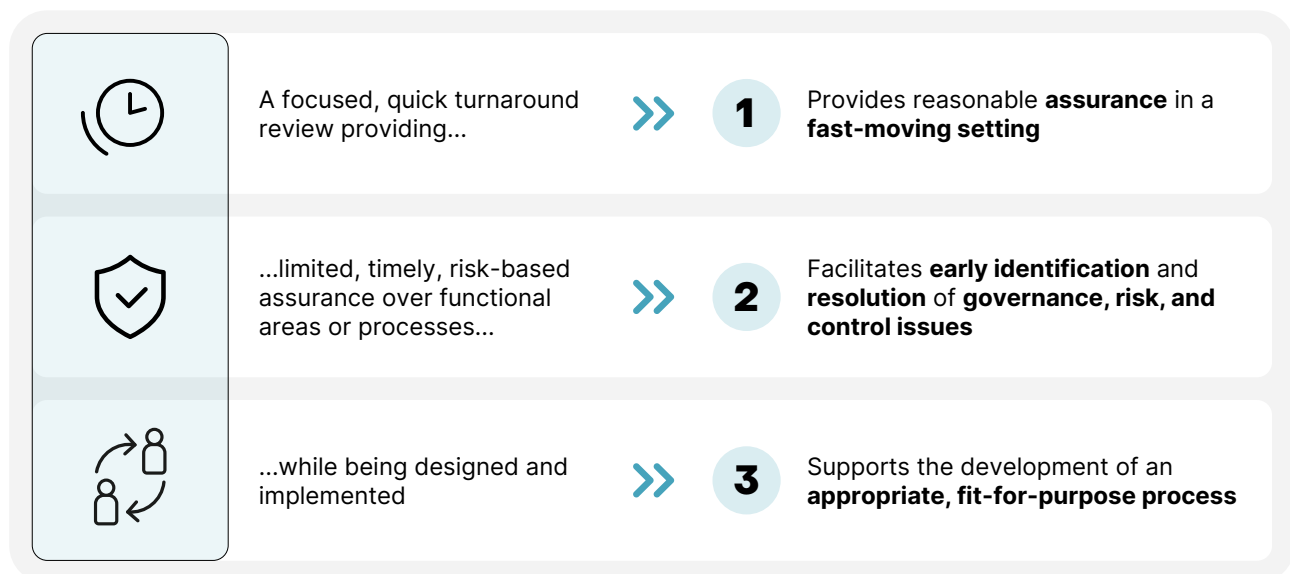 A focused, quick turnaround
review providing...
1
Provides reasonable assurance in a
fast-moving setting
...limited, timely, risk-based
assurance over functional
areas or processes...
2
Facilitates early identification and
resolution of governance, risk, and
control issues
...while being designed and
implemented
3
Supports the development of an
appropriate, fit-for-purpose process